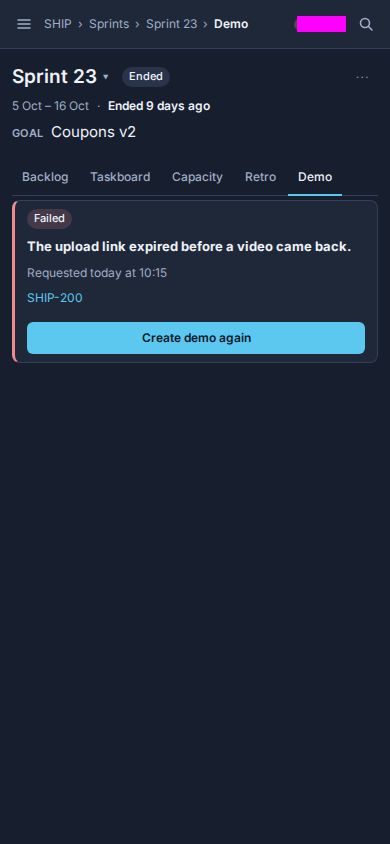 SHIP › Sprints › Sprint 23 › Demo
Sprint 23 ▾ Ended ...
5 Oct – 16 Oct · Ended 9 days ago
GOAL Coupons v2
Backlog Taskboard Capacity Retro Demo
Failed
The upload link expired before a video came back.
Requested today at 10:15
SHIP-200
Create demo again